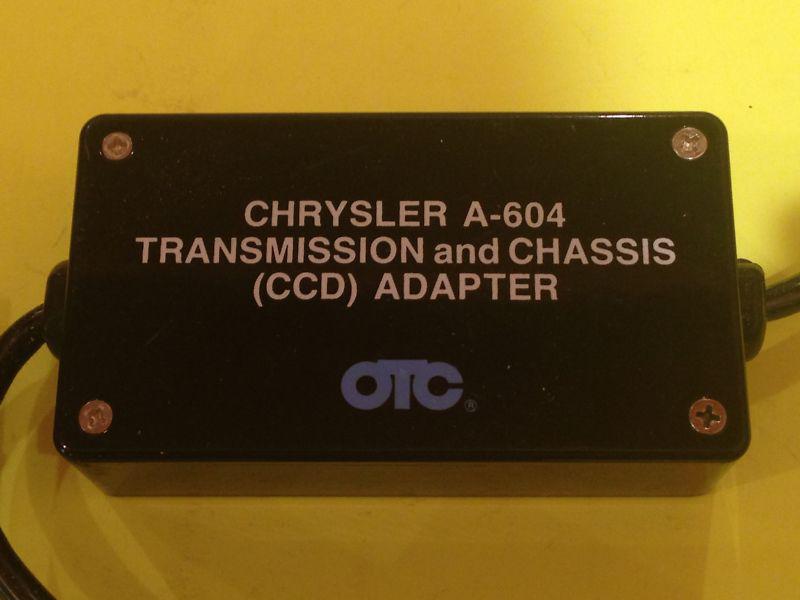 CHRYSLER A-604
TRANSMISSION and CHASSIS
(CCD) ADAPTER
OTC®